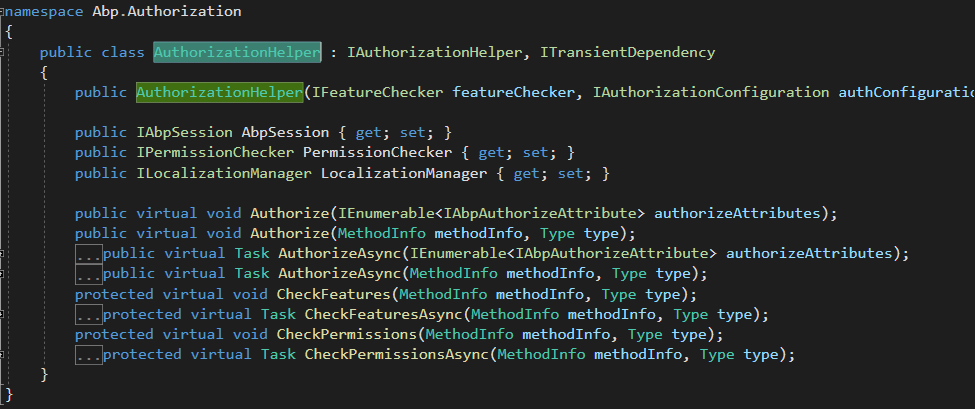 namespace Abp.Authorization
{
public class AuthorizationHelper : IAuthorizationHelper, ITransientDependency
{
public AuthorizationHelper(IFeatureChecker featureChecker, IAuthorizationConfiguration authConfiguratio
public IAbpSession AbpSession { get; set; }
public IPermissionChecker PermissionChecker { get; set; }
public ILocalizationManager LocalizationManager { get; set; }
public virtual void Authorize(IEnumerable<IAbpAuthorizeAttribute> authorizeAttributes);
public virtual void Authorize(MethodInfo methodInfo, Type type);
...public virtual Task AuthorizeAsync(IEnumerable<IAbpAuthorizeAttribute> authorizeAttributes);
...public virtual Task AuthorizeAsync(MethodInfo methodInfo, Type type);
protected virtual void CheckFeatures(MethodInfo methodInfo, Type type);
...protected virtual Task CheckFeaturesAsync(MethodInfo methodInfo, Type type);
protected virtual void CheckPermissions(MethodInfo methodInfo, Type type);
...protected virtual Task CheckPermissionsAsync(MethodInfo methodInfo, Type type);
}
}